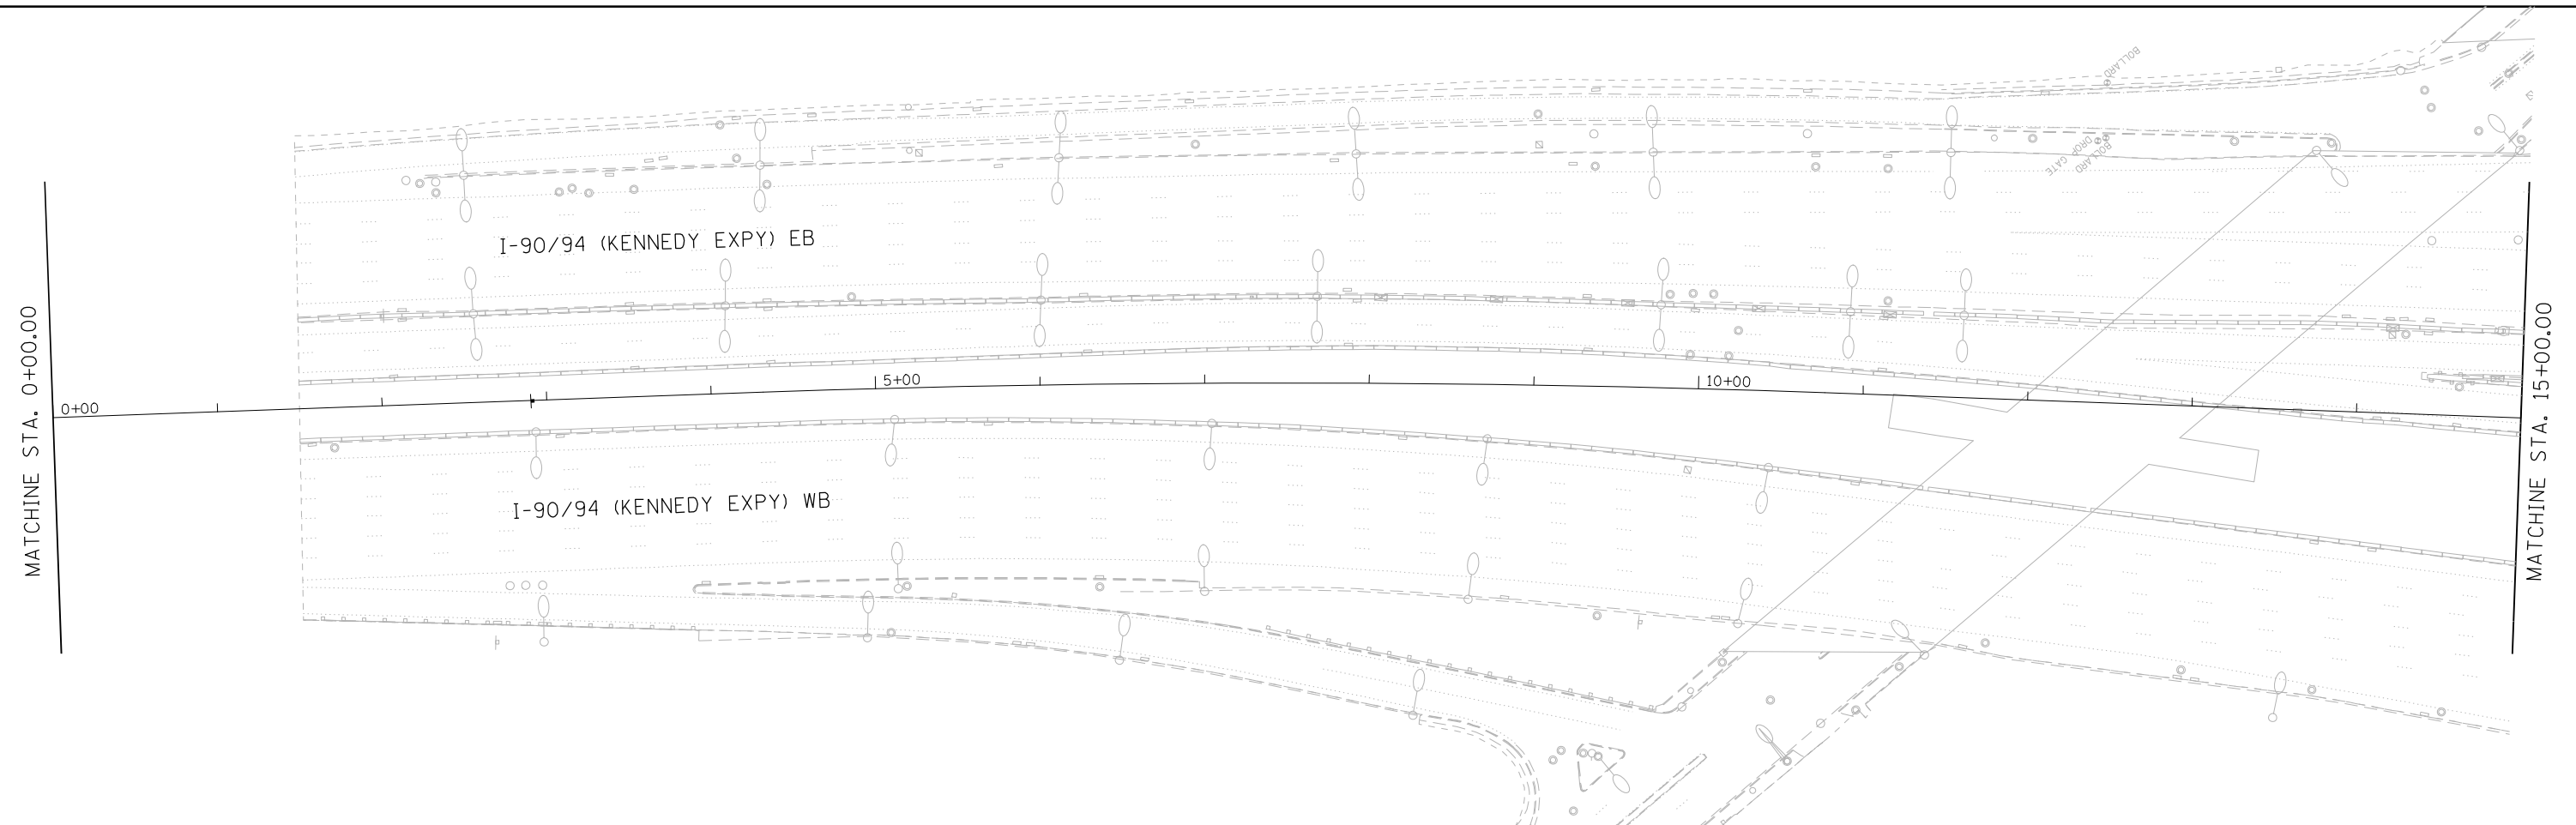 BOLLARD
BOLLARD
DROP GATE
I-90/94 (KENNEDY EXPY) EB
MATCHINE STA. 0+00.00
MATCHINE STA. 15+00.00
0+00
5+00
10+00
I-90/94 (KENNEDY EXPY) WB